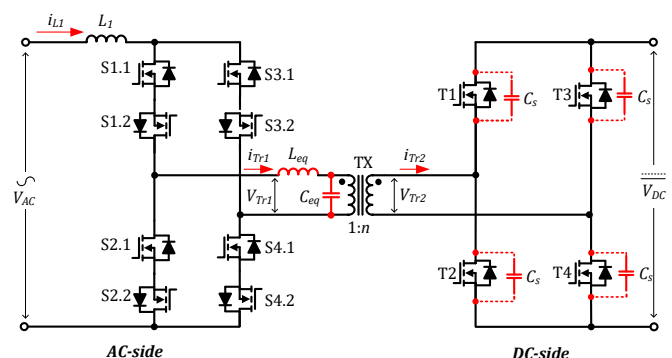 iL1
L1
S1.1
S3.1
S1.2
S3.2
T1
Cs
T3
Cs
iTr1
Leq
TX
iTr2
VAC
VTr1
Ceq
VTr2
VDC
1:n
S2.1
S4.1
T2
Cs
T4
Cs
S2.2
S4.2
AC-side
DC-side